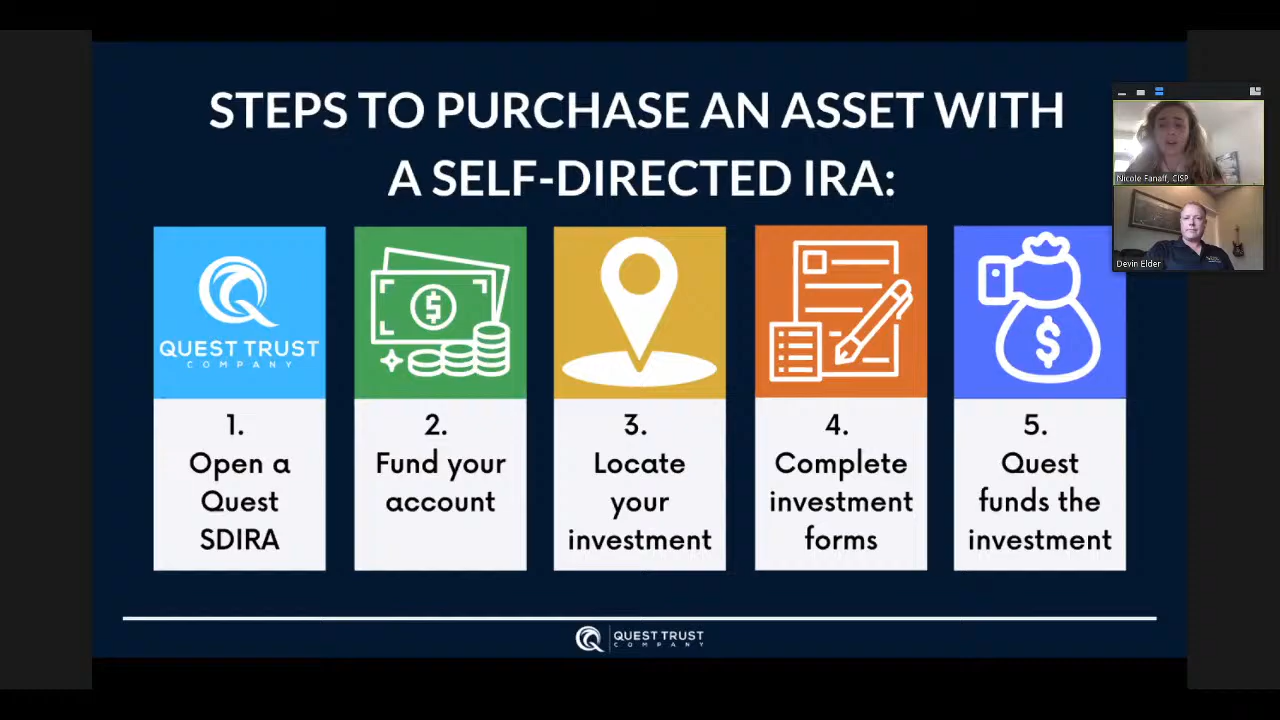 STEPS TO PURCHASE AN ASSET WITH
A SELF-DIRECTED IRA:
QUEST TRUST
COMPANY
1.
Open a
Quest
SDIRA
2.
Fund your
account
3.
Locate
your
investment
4.
Complete
investment
forms
5.
Quest
funds the
investment
Nicole Fanaff, CISP
Devin Elder
QUEST TRUST
COMPANY